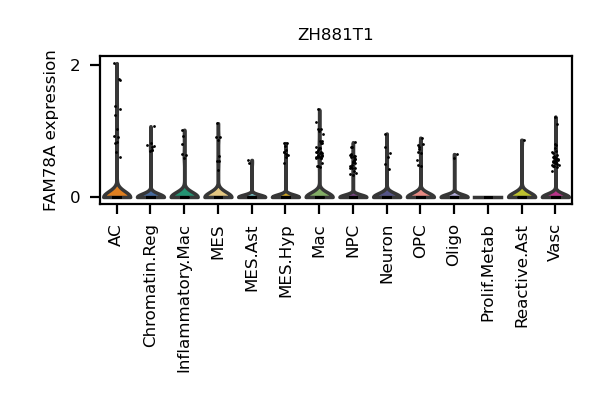 ZH881T1
FAM78A expression
2
0
AC
Chromatin.Reg
Inflammatory.Mac
MES
MES.Ast
MES.Hyp
Mac
NPC
Neuron
OPC
Oligo
Prolif.Metab
Reactive.Ast
Vasc